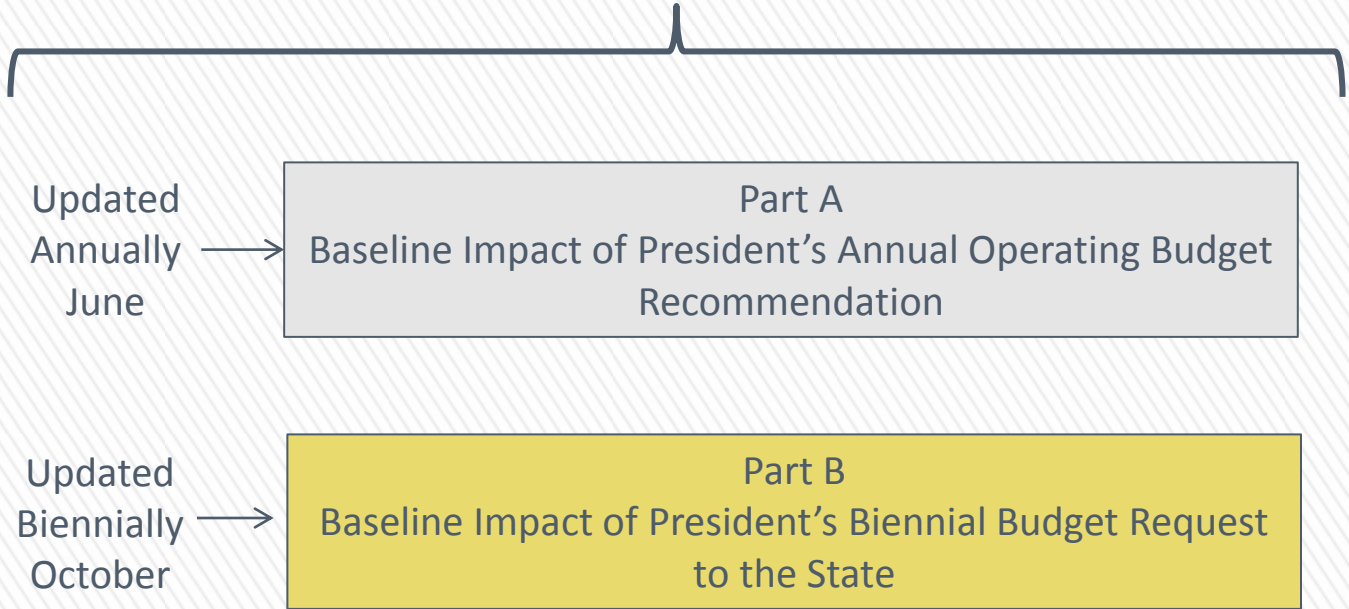 Updated
Annually
June
Part A
Baseline Impact of President’s Annual Operating Budget
Recommendation
Updated
Biennially
October
Part B
Baseline Impact of President’s Biennial Budget Request
to the State